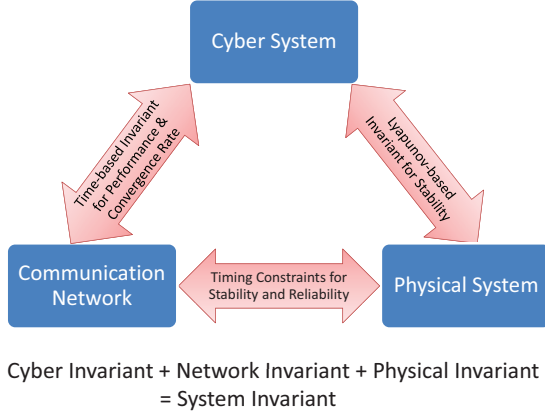 Cyber System
Time-based Invariant
for Performance &
Convergence Rate
Lyapunov-based
Invariant for Stability
Communication
Network
Timing Constraints for
Stability and Reliability
Physical System
Cyber Invariant + Network Invariant + Physical Invariant
= System Invariant